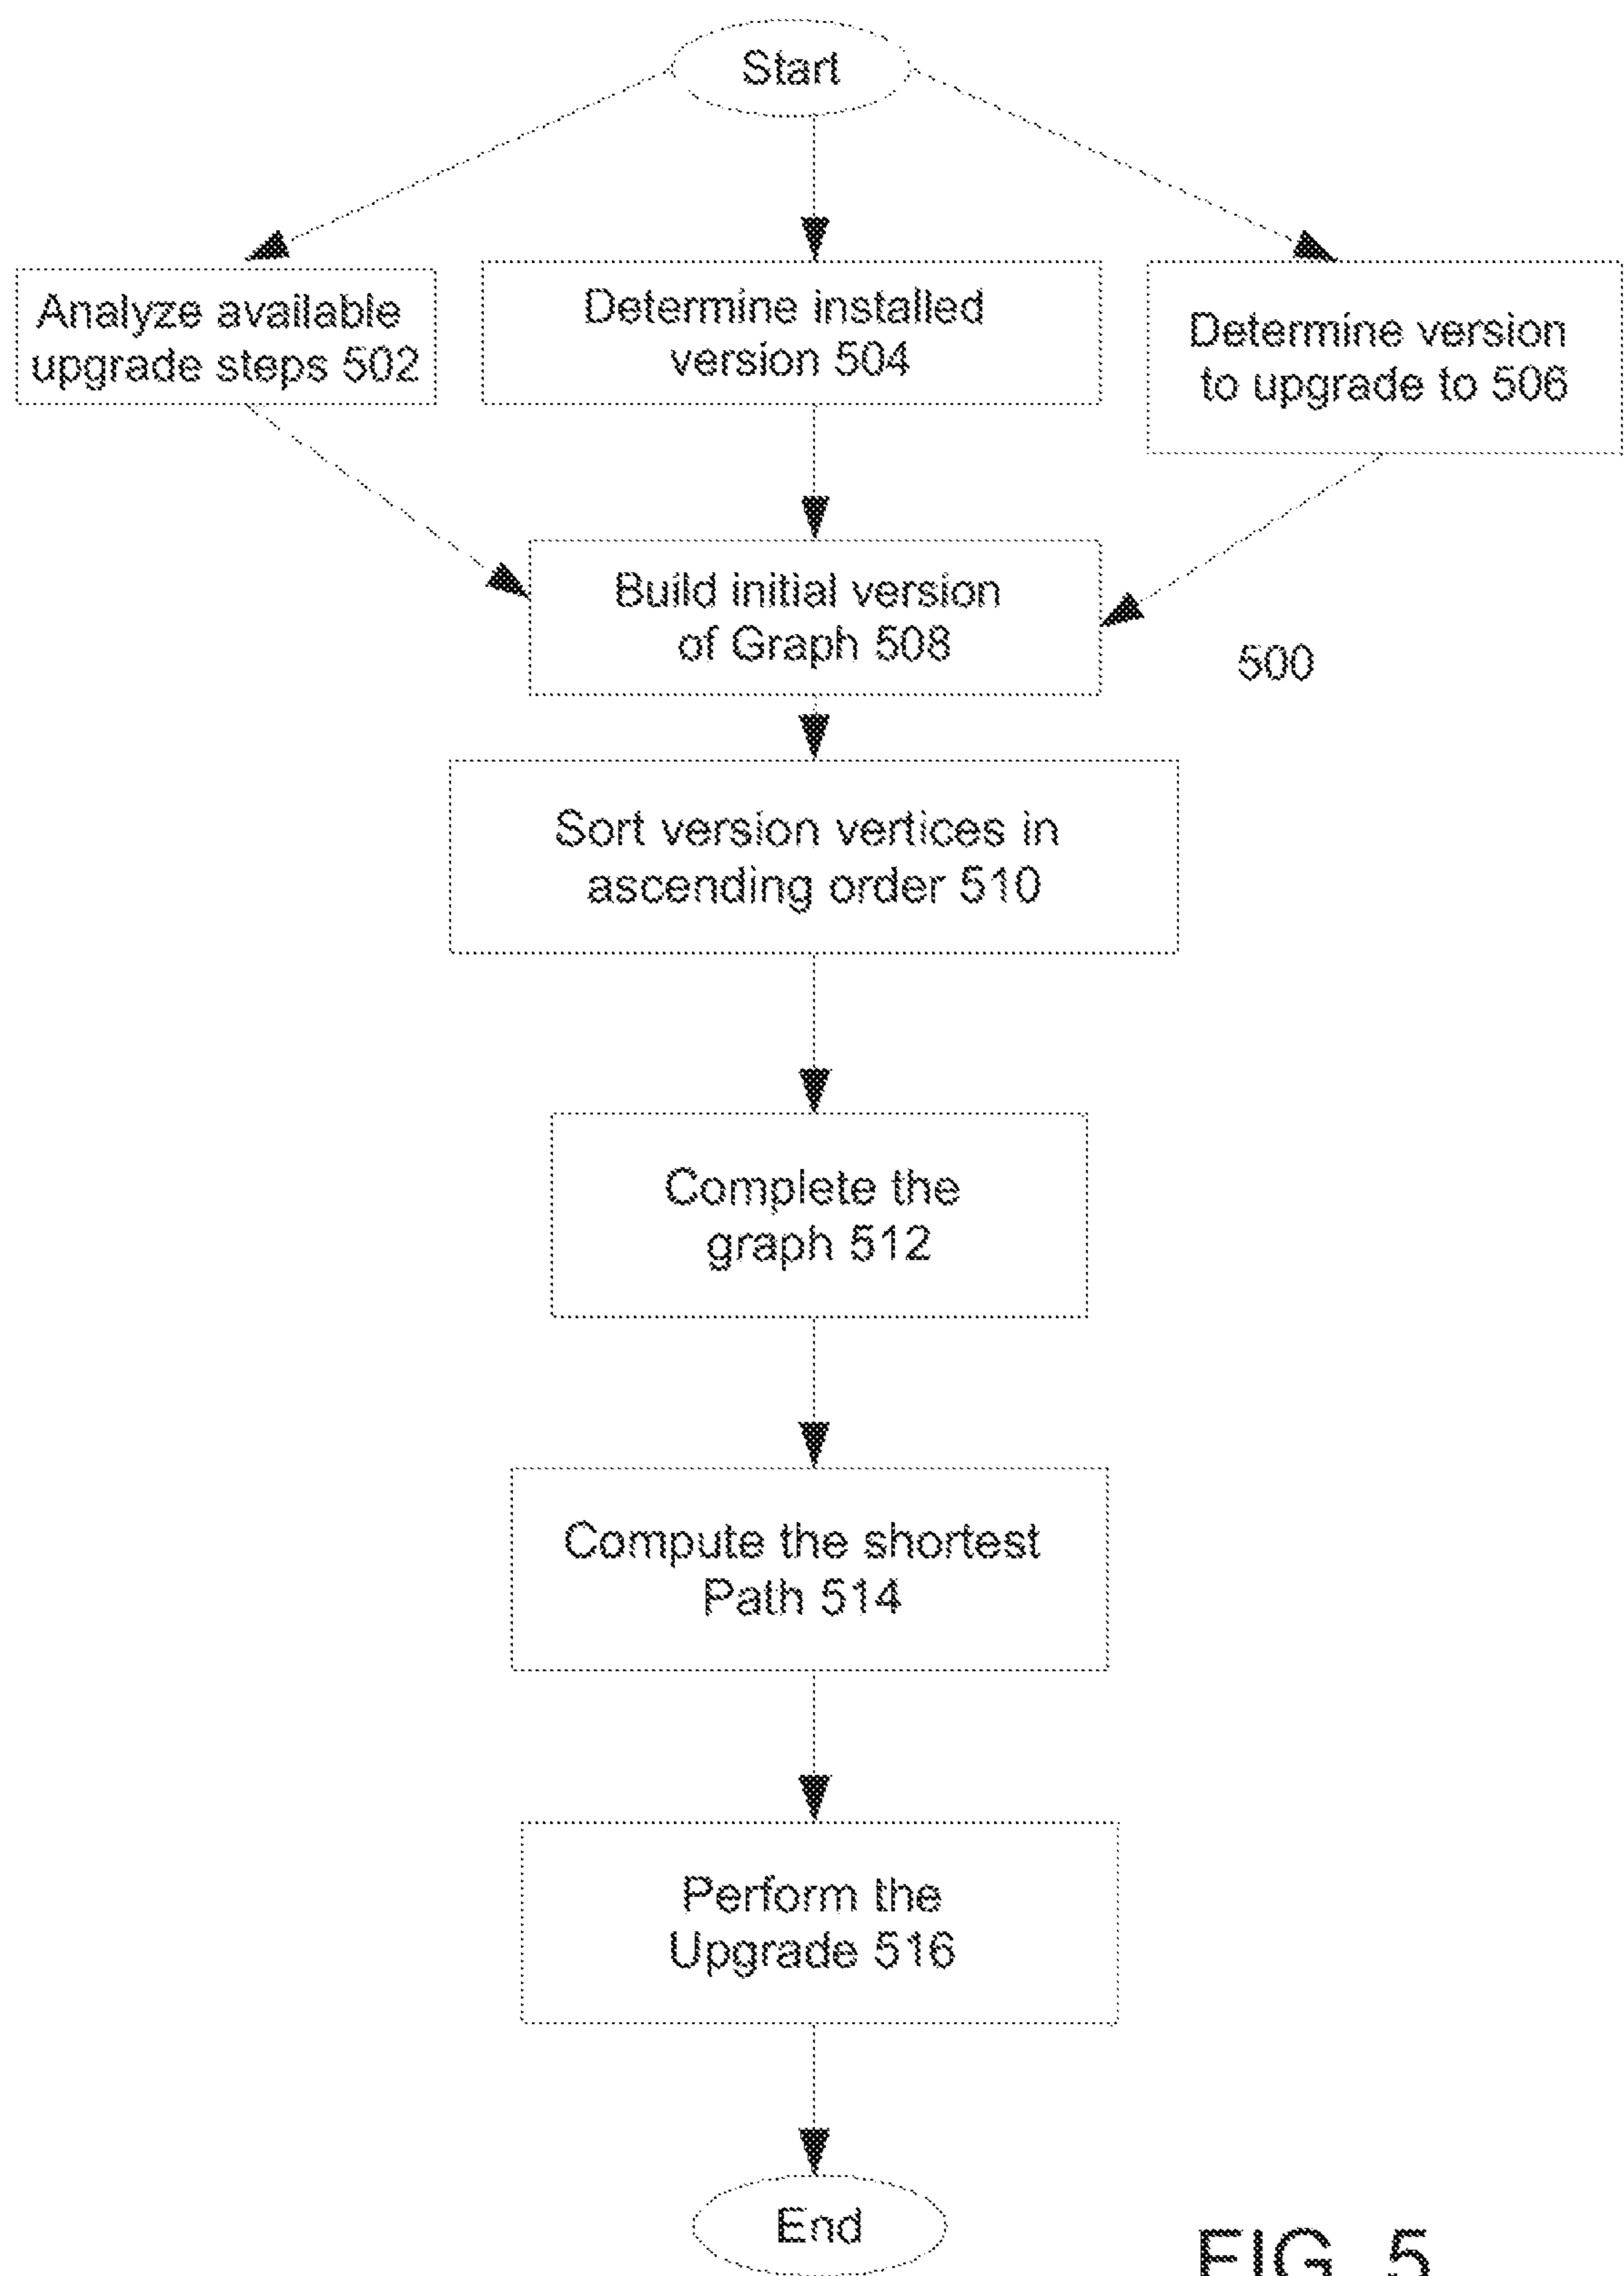 Start
Analyze available
upgrade steps 502
Determine installed
version 504
Determine version
to upgrade to 506
Build initial version
of Graph 508
500
Sort version vertices in
ascending order 510
Complete the
graph 512
Compute the shortest
Path 514
Perform the
Upgrade 516
End
FIG. 5